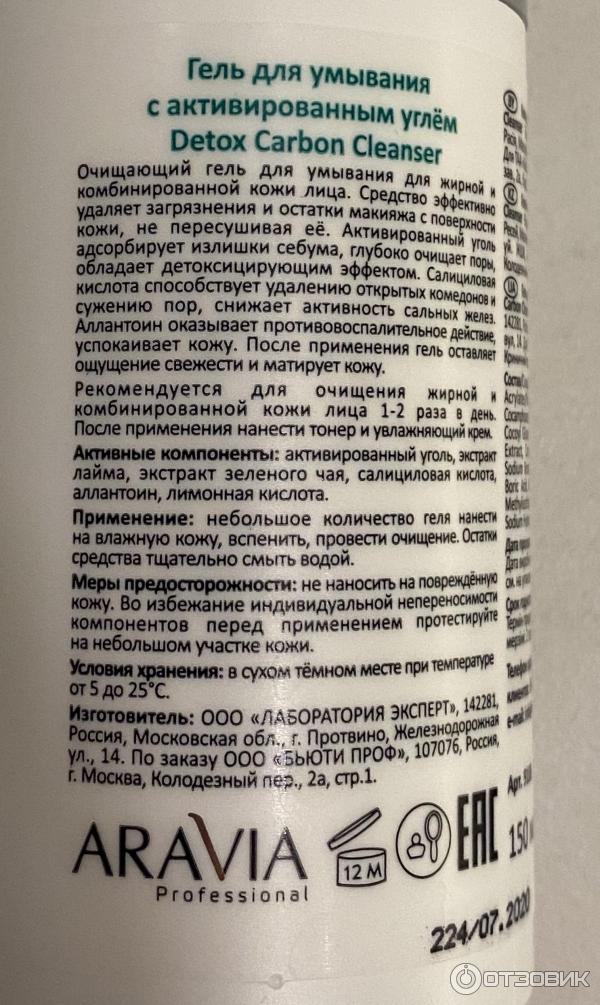 Гель для умывания
с активированным углём
Detox Carbon Cleanser
Очищающий гель для умывания для жирной и
комбинированной кожи лица. Средство эффективно
удаляет загрязнения и остатки макияжа с поверхности
кожи, не пересушивая её. Активированный уголь
адсорбирует излишки себума, глубоко очищает поры,
обладает детоксицирующим эффектом. Салициловая
кислота способствует удалению открытых комедонов и
сужению пор, снижает активность сальных желез.
Аллантоин оказывает противовоспалительное действие,
успокаивает кожу. После применения гель оставляет
ощущение свежести и матирует кожу.
Рекомендуется для очищения жирной и
комбинированной кожи лица 1-2 раза в день.
После применения нанести тонер и увлажняющий крем.
Активные компоненты: активированный уголь, экстракт
лайма, экстракт зеленого чая, салициловая кислота,
аллантоин, лимонная кислота.
Применение: небольшое количество геля нанести
на влажную кожу, вспенить, провести очищение. Остатки
средства тщательно смыть водой.
Меры предосторожности: не наносить на повреждённую
кожу. Во избежание индивидуальной непереносимости
компонентов перед применением протестируйте
на небольшом участке кожи.
Условия хранения: в сухом тёмном месте при температуре
от 5 до 25°C.
Изготовитель: ООО «ЛАБОРАТОРИЯ ЭКСПЕРТ», 142281,
Россия, Московская обл., г. Протвино, Железнодорожная
ул., 14. По заказу ООО «БЬЮТИ ПРОФ», 107076, Россия,
г. Москва, Колодезный пер., 2а, стр.1.
ARAVIA
Professional
12 M
EAC
Арт.
150
224/07.2020
ОТЗОВИК